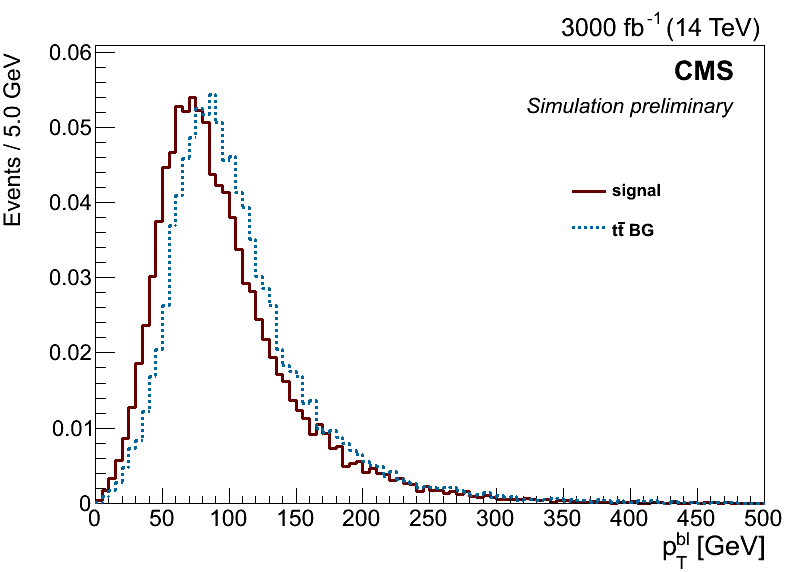 3000 fb⁻¹ (14 TeV)
CMS
Simulation preliminary
signal
tt̄ BG
Events / 5.0 GeV
0.06
0.05
0.04
0.03
0.02
0.01
0
0 50 100 150 200 250 300 350 400 450 500
p_T^bl [GeV]